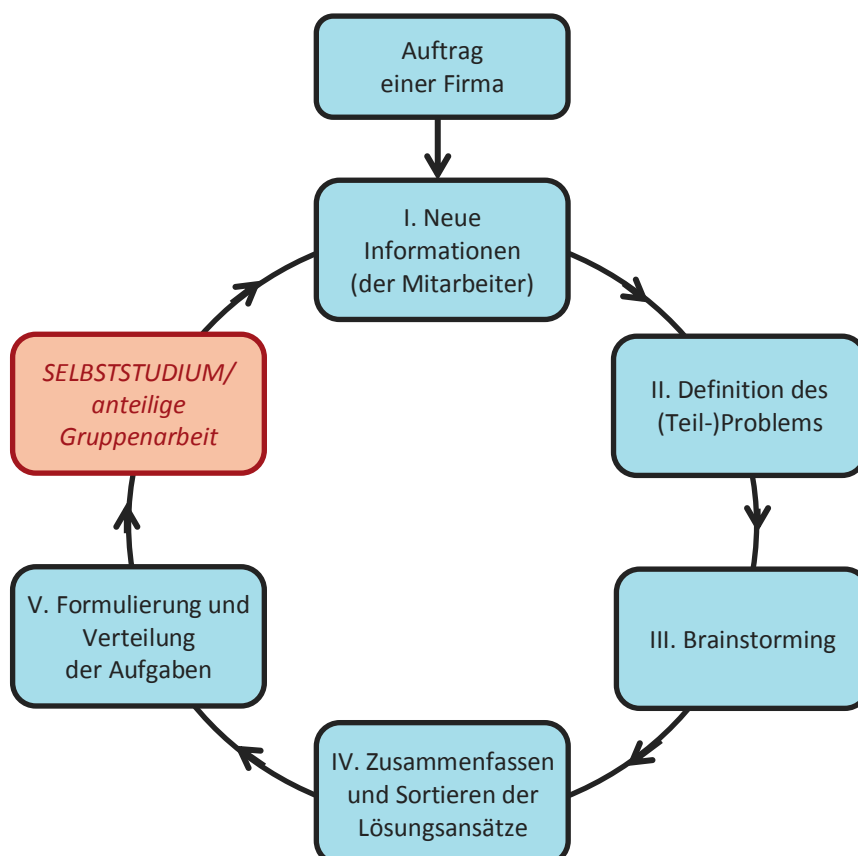 Auftrag
einer Firma
I. Neue
Informationen
(der Mitarbeiter)
II. Definition des
(Teil-)Problems
III. Brainstorming
IV. Zusammenfassen
und Sortieren der
Lösungsansätze
V. Formulierung und
Verteilung
der Aufgaben
SELBSTSTUDIUM/
anteilige
Gruppenarbeit